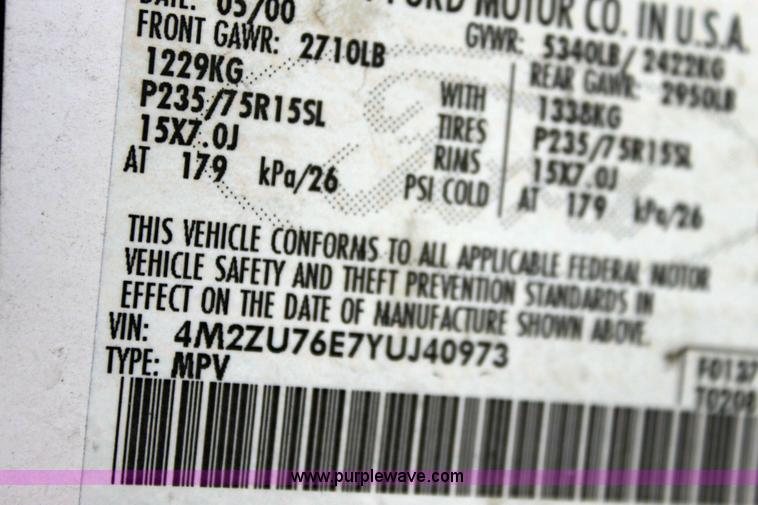 DATE: 05/00 FORD MOTOR CO. IN U.S.A.
FRONT GAWR: 2710LB GVWR: 5340LB/ 2422KG
1229KG REAR GAWR: 2950LB
P235/75R15SL WITH 1338KG
15X7.0J TIRES P235/75R15SL
AT 179 kPa/26 RIMS 15X7.0J
PSI COLD AT 179 kPa/26
THIS VEHICLE CONFORMS TO ALL APPLICABLE FEDERAL MOTOR
VEHICLE SAFETY AND THEFT PREVENTION STANDARDS IN
EFFECT ON THE DATE OF MANUFACTURE SHOWN ABOVE.
VIN: 4M2ZU76E7YUJ40973
TYPE: MPV
www.purplewave.com